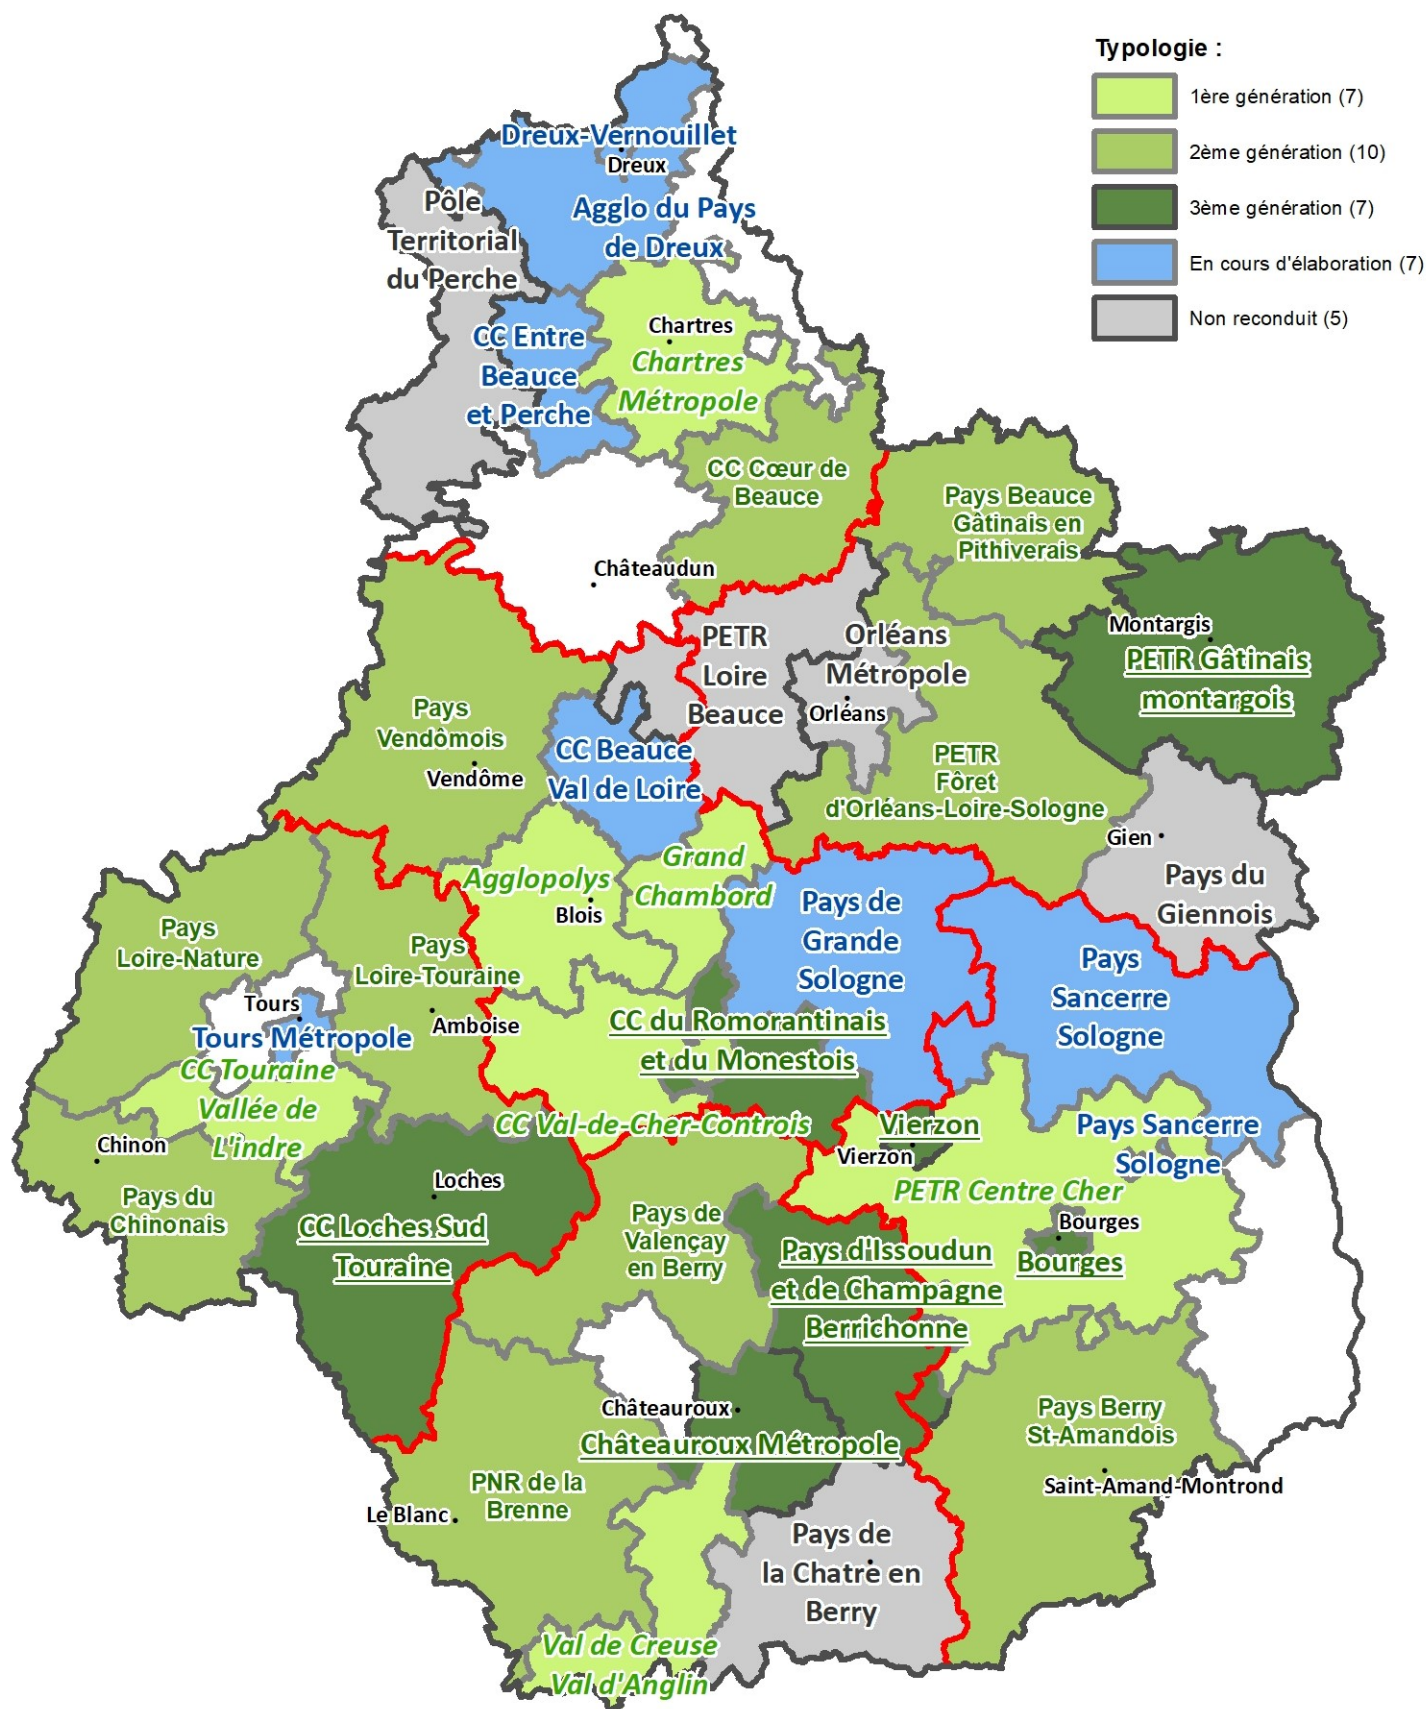 Typologie :
1ère génération (7)
2ème génération (10)
3ème génération (7)
En cours d'élaboration (7)
Non reconduit (5)
Dreux-Vernouillet
Dreux
Agglo du Pays
de Dreux
Pôle
Territorial
du Perche
CC Entre
Beauce
et Perche
Chartres
Chartres
Métropole
CC Cœur de
Beauce
Pays Beauce
Gâtinais en
Pithiverais
Châteaudun
Montargis
PETR Gâtinais
montargois
PETR
Loire
Beauce
Orléans
Métropole
Orléans
Pays
Vendômois
Vendôme
CC Beauce
Val de Loire
PETR
Fôret
d'Orléans-Loire-Sologne
Gien
Pays du
Giennois
Grand
Chambord
Agglopolys
Blois
Pays de
Grande
Sologne
Pays
Sancerre
Sologne
Pays
Loire-Nature
Pays
Loire-Touraine
Tours
Tours Métropole
Amboise
CC du Romorantinais
et du Monestois
CC Touraine
Vallée de
L'indre
CC Val-de-Cher-Controis
Vierzon
Vierzon
Pays Sancerre
Sologne
Chinon
Pays du
Chinonais
Loches
CC Loches Sud
Touraine
PETR Centre Cher
Bourges
Bourges
Pays de
Valençay
en Berry
Pays d'Issoudun
et de Champagne
Berrichonne
Châteauroux
Châteauroux Métropole
Pays Berry
St-Amandois
Saint-Amand-Montrond
PNR de la
Brenne
Le Blanc
Pays de
la Chatre en
Berry
Val de Creuse
Val d'Anglin